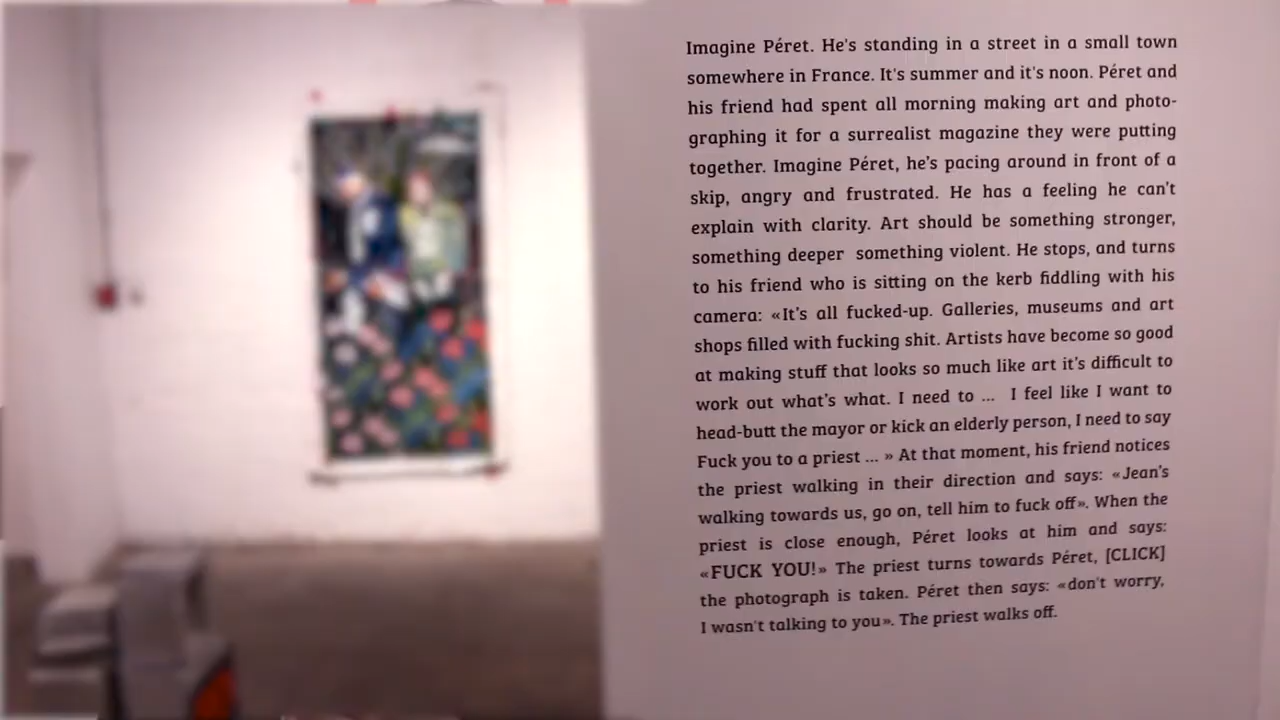 Imagine Péret. He's standing in a street in a small town
somewhere in France. It's summer and it's noon. Péret and
his friend had spent all morning making art and photo-
graphing it for a surrealist magazine they were putting
together. Imagine Péret, he's pacing around in front of a
skip, angry and frustrated. He has a feeling he can't
explain with clarity. Art should be something stronger,
something deeper something violent. He stops, and turns
to his friend who is sitting on the kerb fiddling with his
camera: «It's all fucked-up. Galleries, museums and art
shops filled with fucking shit. Artists have become so good
at making stuff that looks so much like art it's difficult to
work out what's what. I need to ... I feel like I want to
head-butt the mayor or kick an elderly person, I need to say
Fuck you to a priest ... » At that moment, his friend notices
the priest walking in their direction and says: «Jean's
walking towards us, go on, tell him to fuck off». When the
priest is close enough, Péret looks at him and says:
«FUCK YOU!» The priest turns towards Péret, [CLICK]
the photograph is taken. Péret then says: «don't worry,
I wasn't talking to you». The priest walks off.